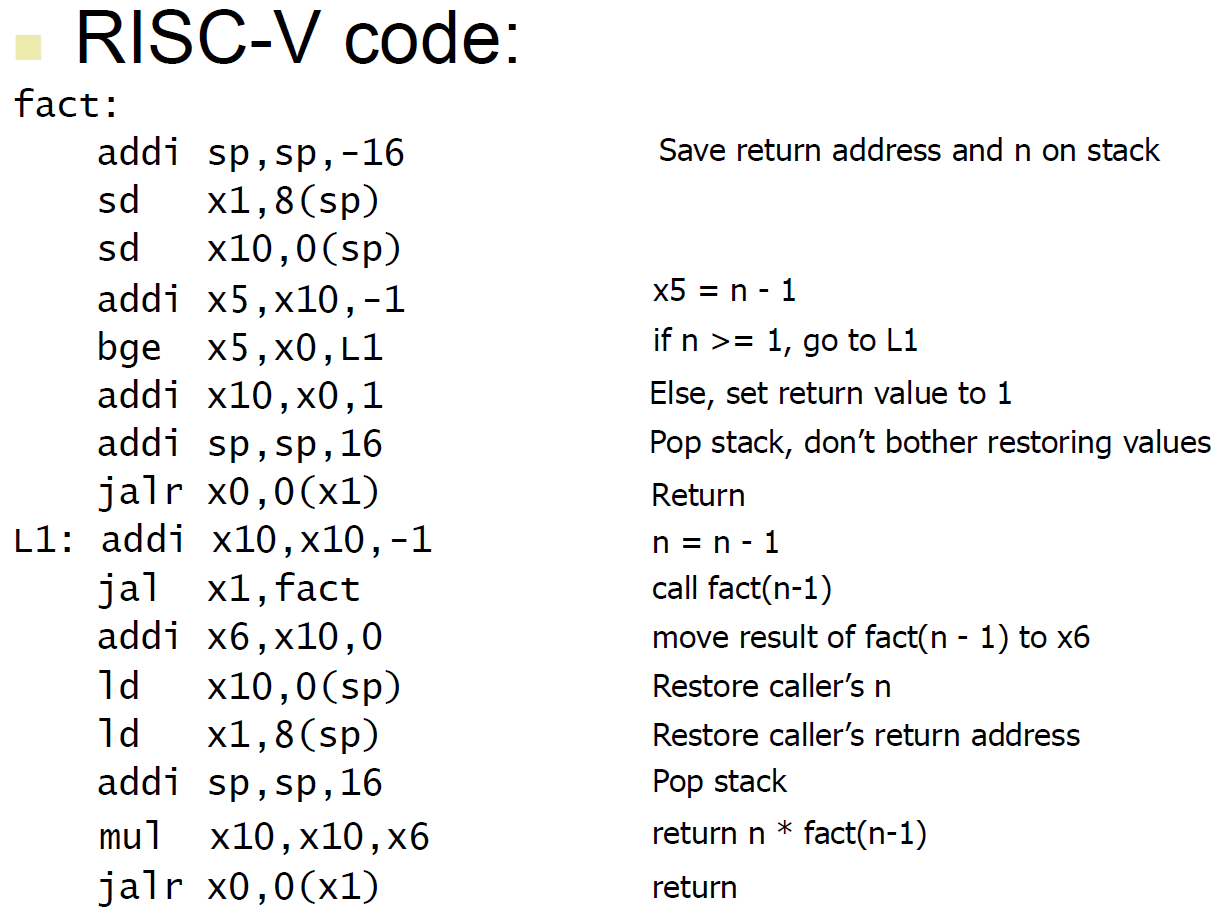 RISC-V code:
fact:
addi sp,sp,-16 Save return address and n on stack
sd x1,8(sp)
sd x10,0(sp)
addi x5,x10,-1 x5 = n - 1
bge x5,x0,L1 if n >= 1, go to L1
addi x10,x0,1 Else, set return value to 1
addi sp,sp,16 Pop stack, don’t bother restoring values
jalr x0,0(x1) Return
L1: addi x10,x10,-1 n = n - 1
jal x1,fact call fact(n-1)
addi x6,x10,0 move result of fact(n - 1) to x6
ld x10,0(sp) Restore caller’s n
ld x1,8(sp) Restore caller’s return address
addi sp,sp,16 Pop stack
mul x10,x10,x6 return n * fact(n-1)
jalr x0,0(x1) return